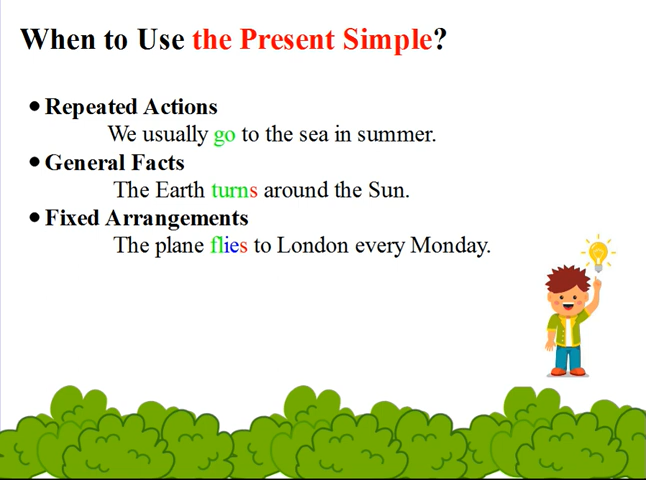 When to Use the Present Simple?
• Repeated Actions
We usually go to the sea in summer.
• General Facts
The Earth turns around the Sun.
• Fixed Arrangements
The plane flies to London every Monday.